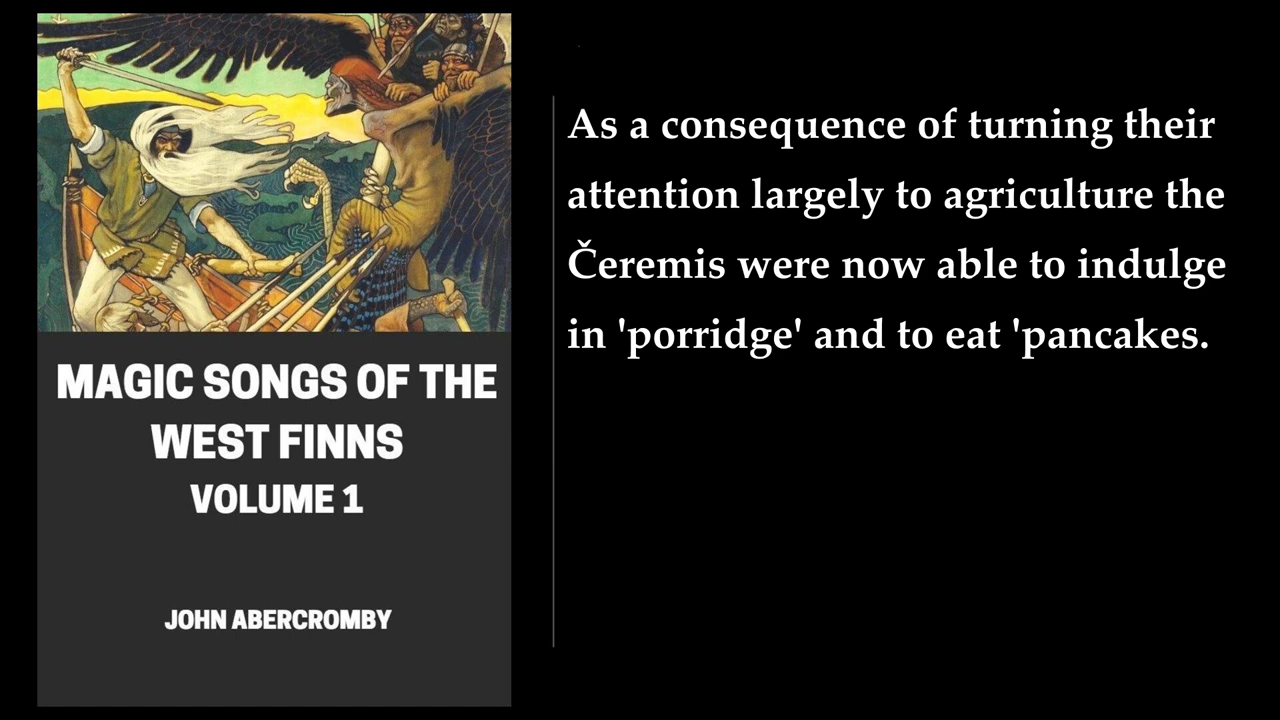 MAGIC SONGS OF THE
WEST FINNS
VOLUME 1
JOHN ABERCROMBY
As a consequence of turning their
attention largely to agriculture the
Čeremis were now able to indulge
in 'porridge' and to eat 'pancakes.